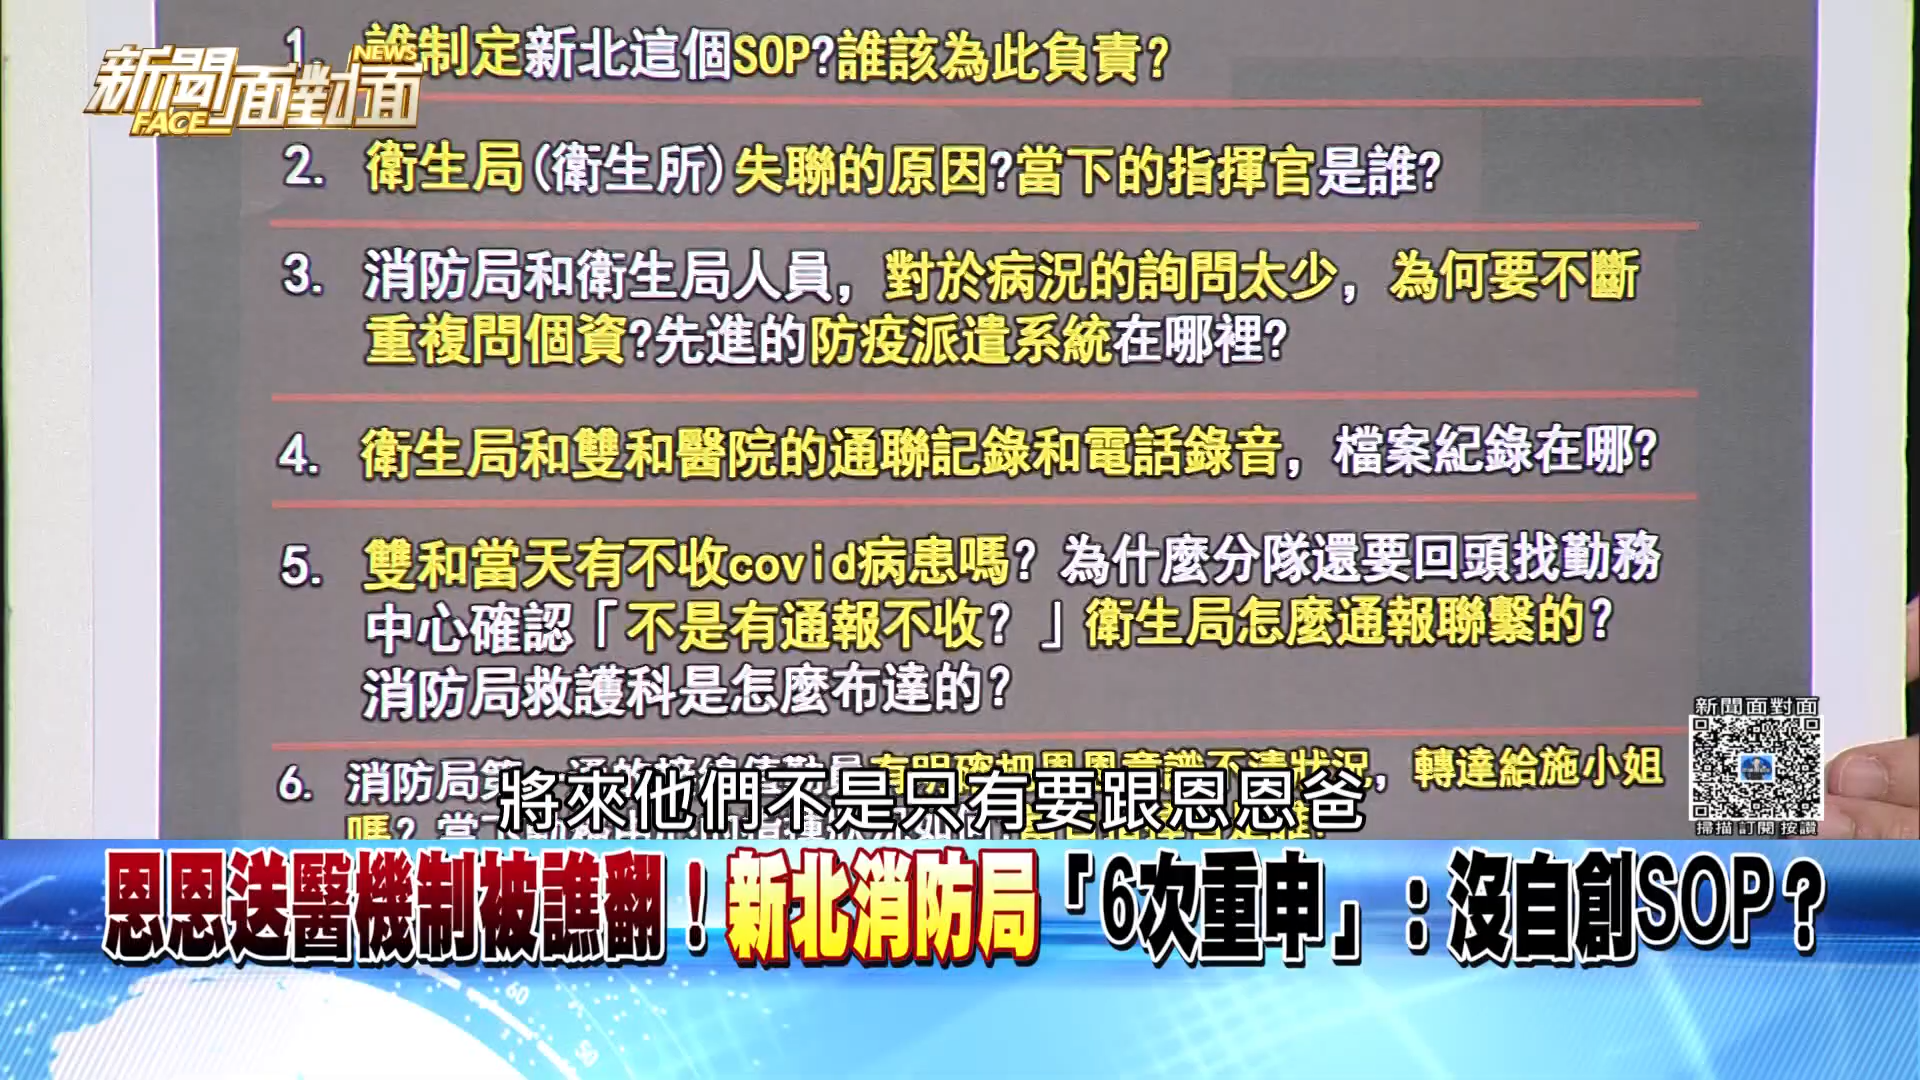 新聞面對面
NEWS
FACE
1. 誰制定新北這個SOP?誰該為此負責?
2. 衛生局(衛生所)失聯的原因?當下的指揮官是誰?
3. 消防局和衛生局人員，對於病況的詢問太少，為何要不斷
重複問個資?先進的防疫派遣系統在哪裡?
4. 衛生局和雙和醫院的通聯記錄和電話錄音，檔案紀錄在哪?
5. 雙和當天有不收covid病患嗎? 為什麼分隊還要回頭找勤務
中心確認「不是有通報不收? 」衛生局怎麼通報聯繫的?
消防局救護科是怎麼布達的?
6. 消防局第 轉達給施小姐
嗎?
將來他們不是只有要跟恩恩爸
新聞面對面
掃描 訂閱 按讚
恩恩送醫機制被譙翻！新北消防局「6次重申」：沒自創SOP？
60
50